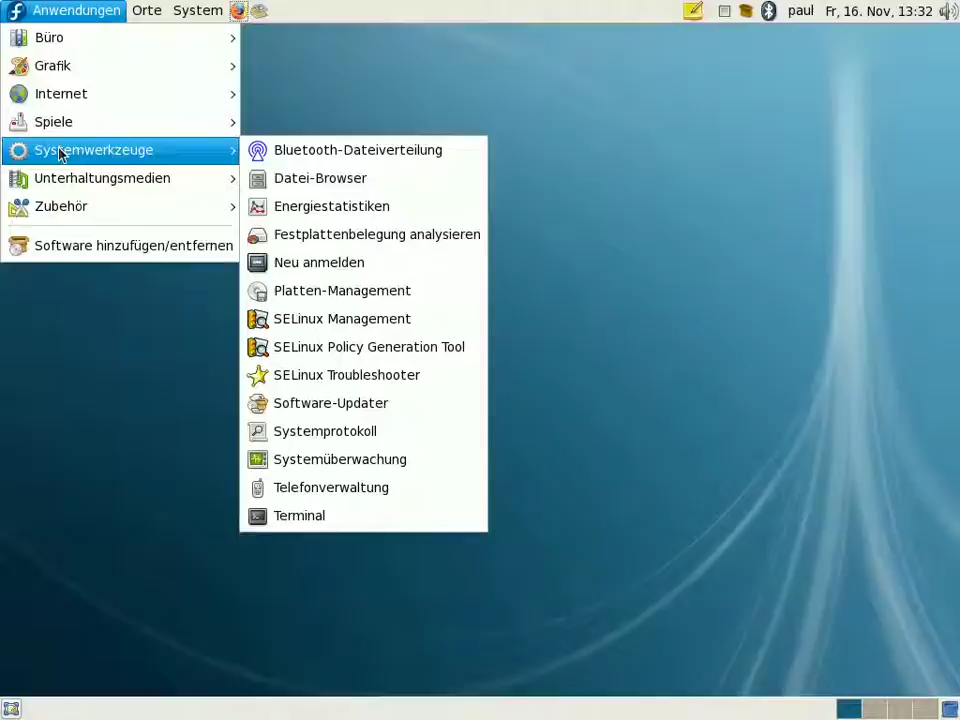 Anwendungen Orte System paul Fr, 16. Nov, 13:32
Büro
Grafik
Internet
Spiele
Systemwerkzeuge
Unterhaltungsmedien
Zubehör
Software hinzufügen/entfernen
Bluetooth-Dateiverteilung
Datei-Browser
Energiestatistiken
Festplattenbelegung analysieren
Neu anmelden
Platten-Management
SELinux Management
SELinux Policy Generation Tool
SELinux Troubleshooter
Software-Updater
Systemprotokoll
Systemüberwachung
Telefonverwaltung
Terminal